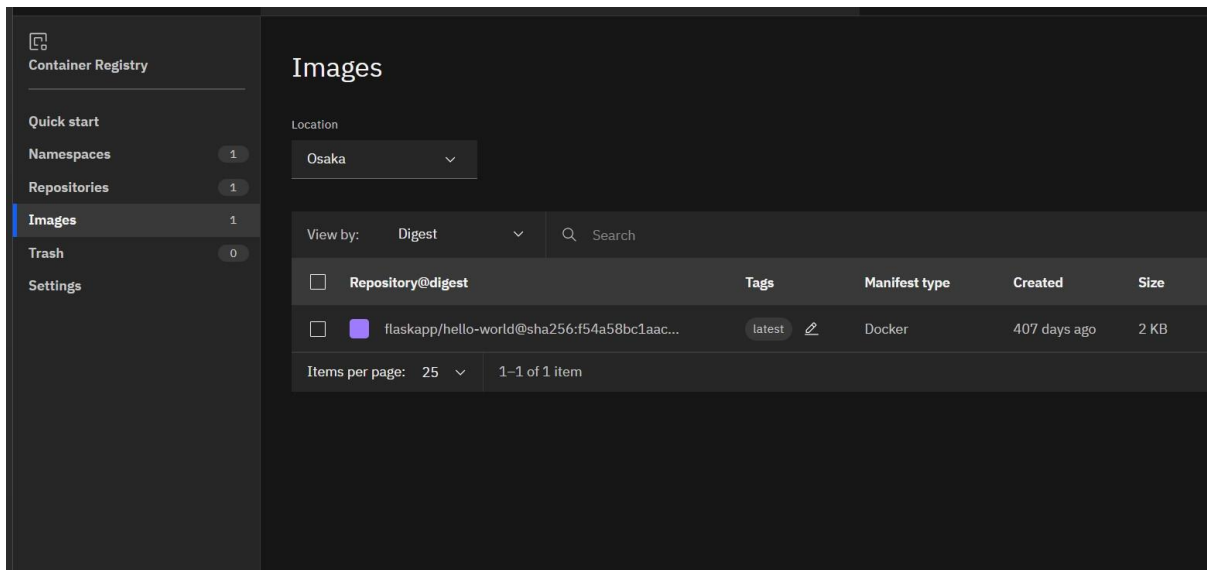 Container Registry
Quick start
Namespaces 1
Repositories 1
Images 1
Trash 0
Settings
Images
Location
Osaka
View by: Digest Search
Repository@digest Tags Manifest type Created Size
flaskapp/hello-world@sha256:f54a58bc1aac... latest Docker 407 days ago 2 KB
Items per page: 25 1–1 of 1 item